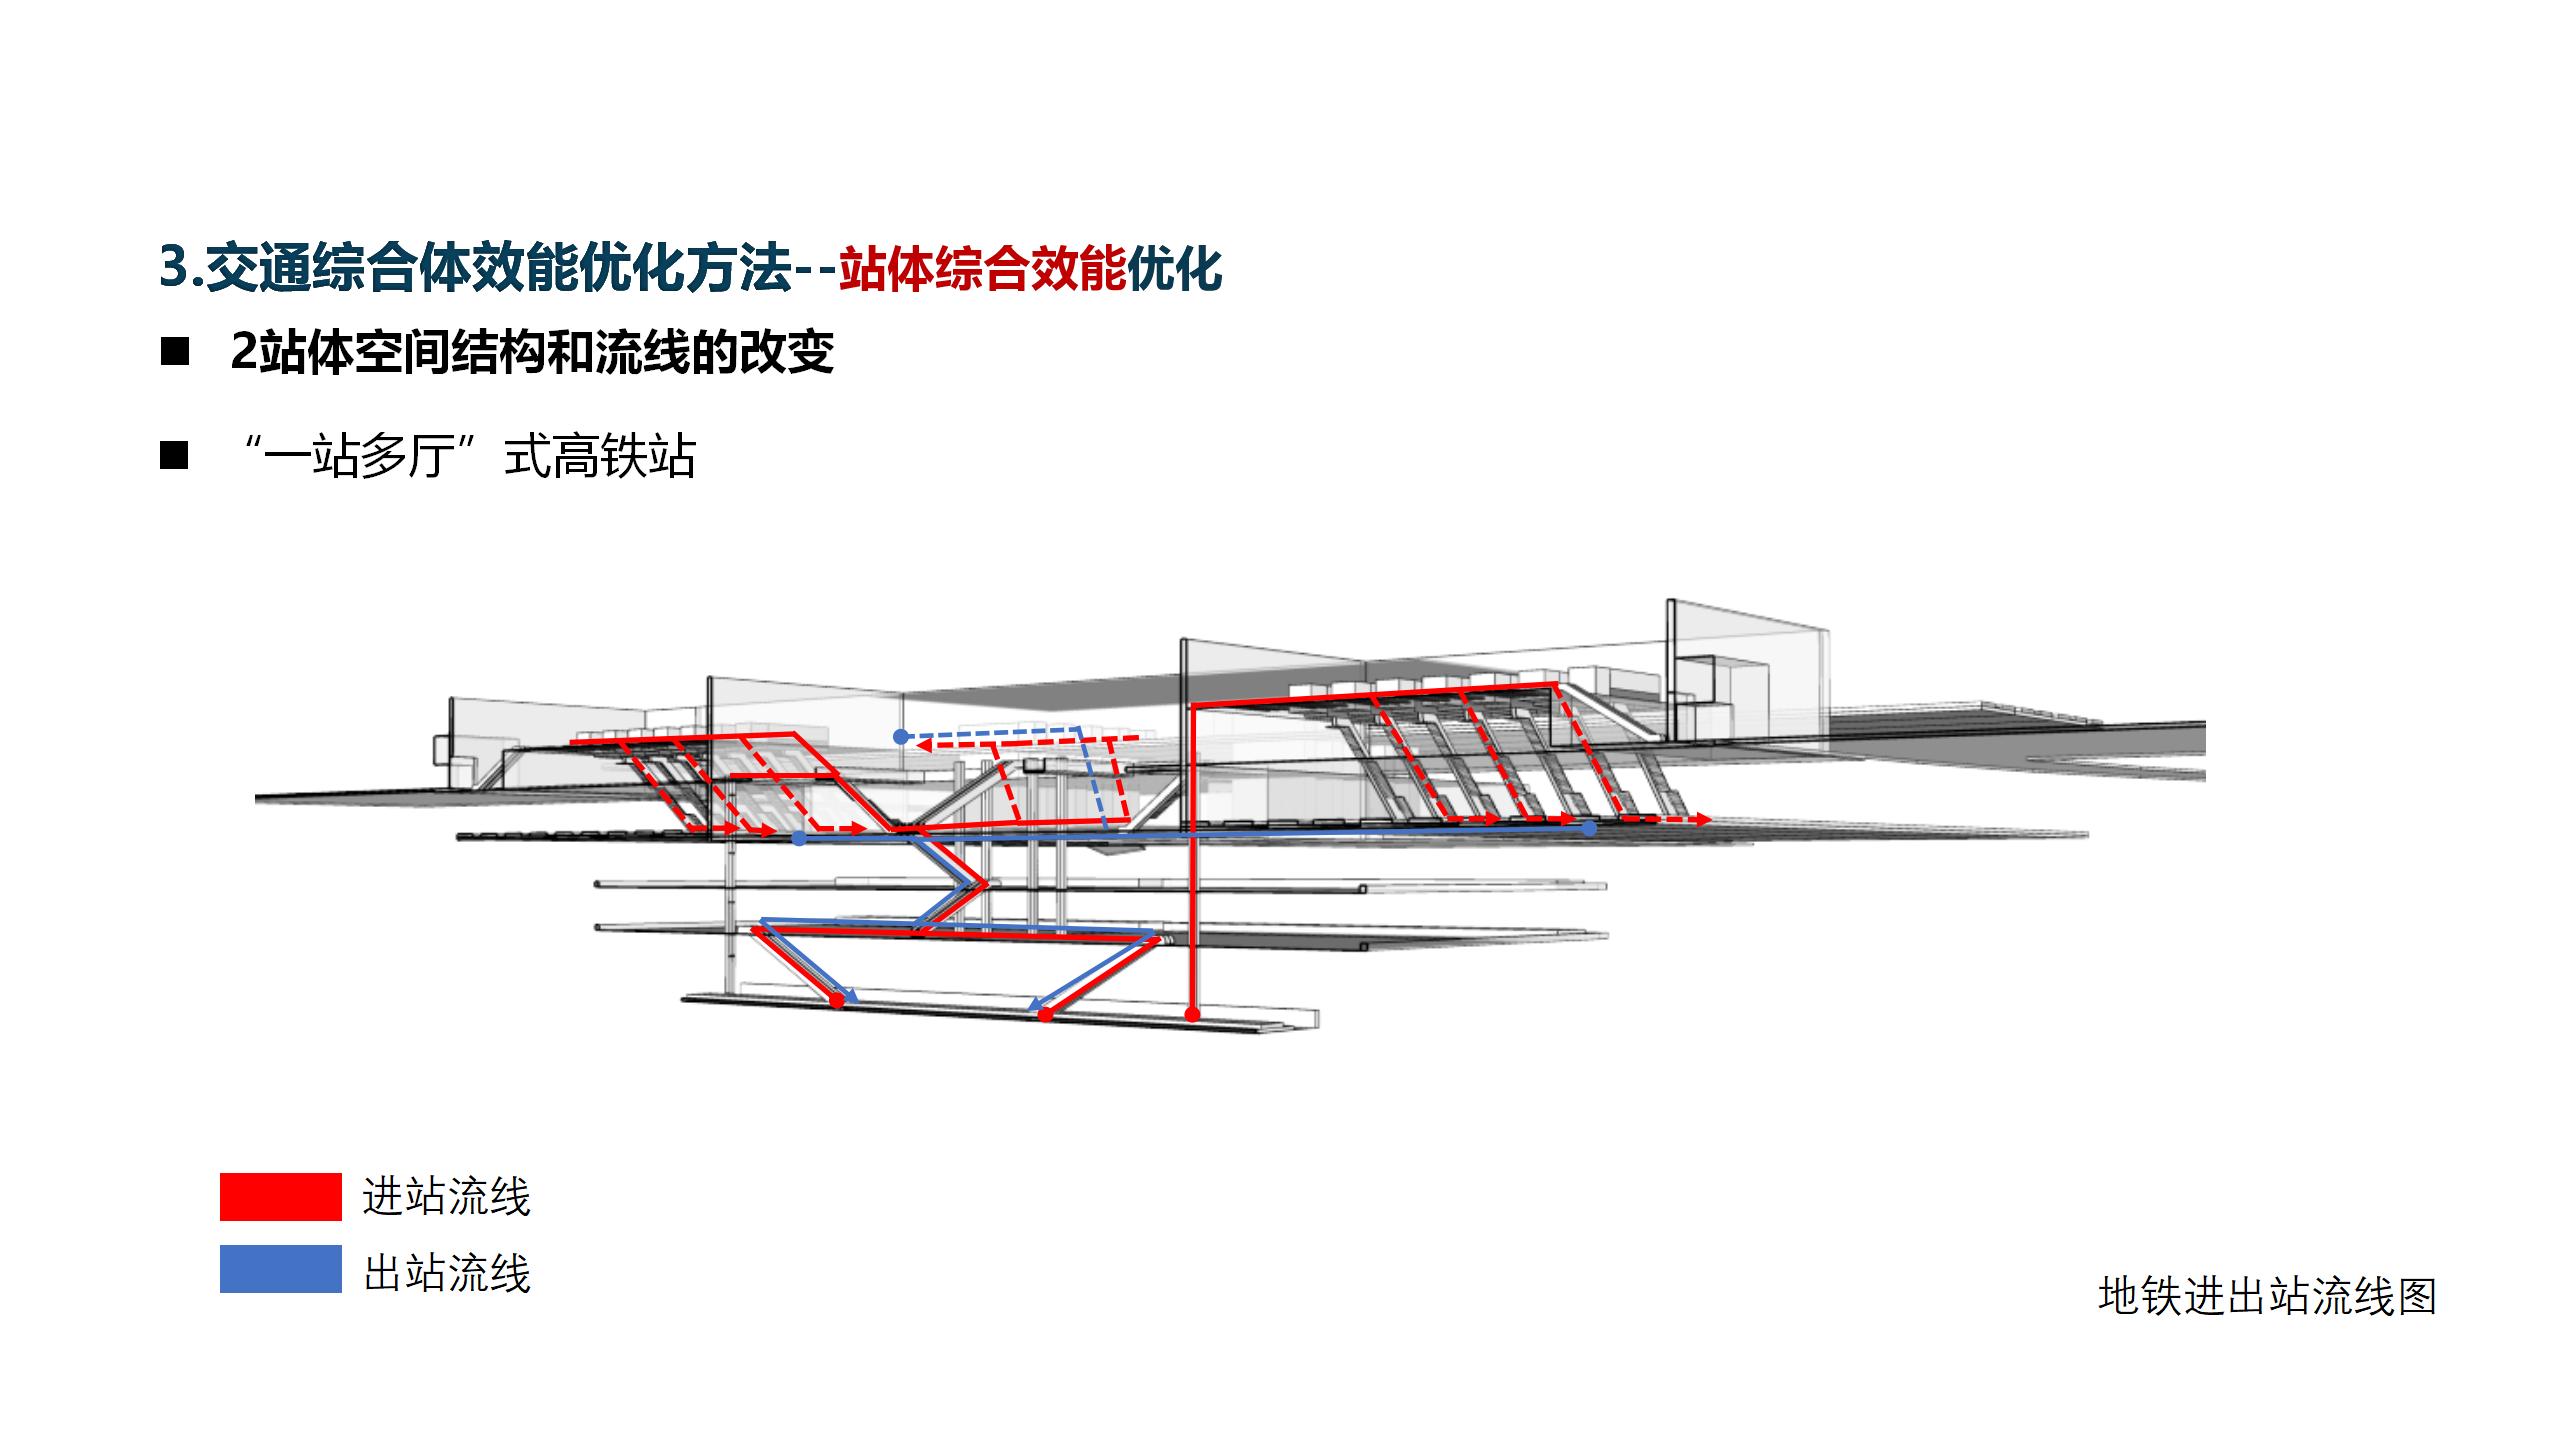 3.交通综合体效能优化方法--站体综合效能优化
■ 2站体空间结构和流线的改变
■ “一站多厅”式高铁站
进站流线
出站流线
地铁进出站流线图